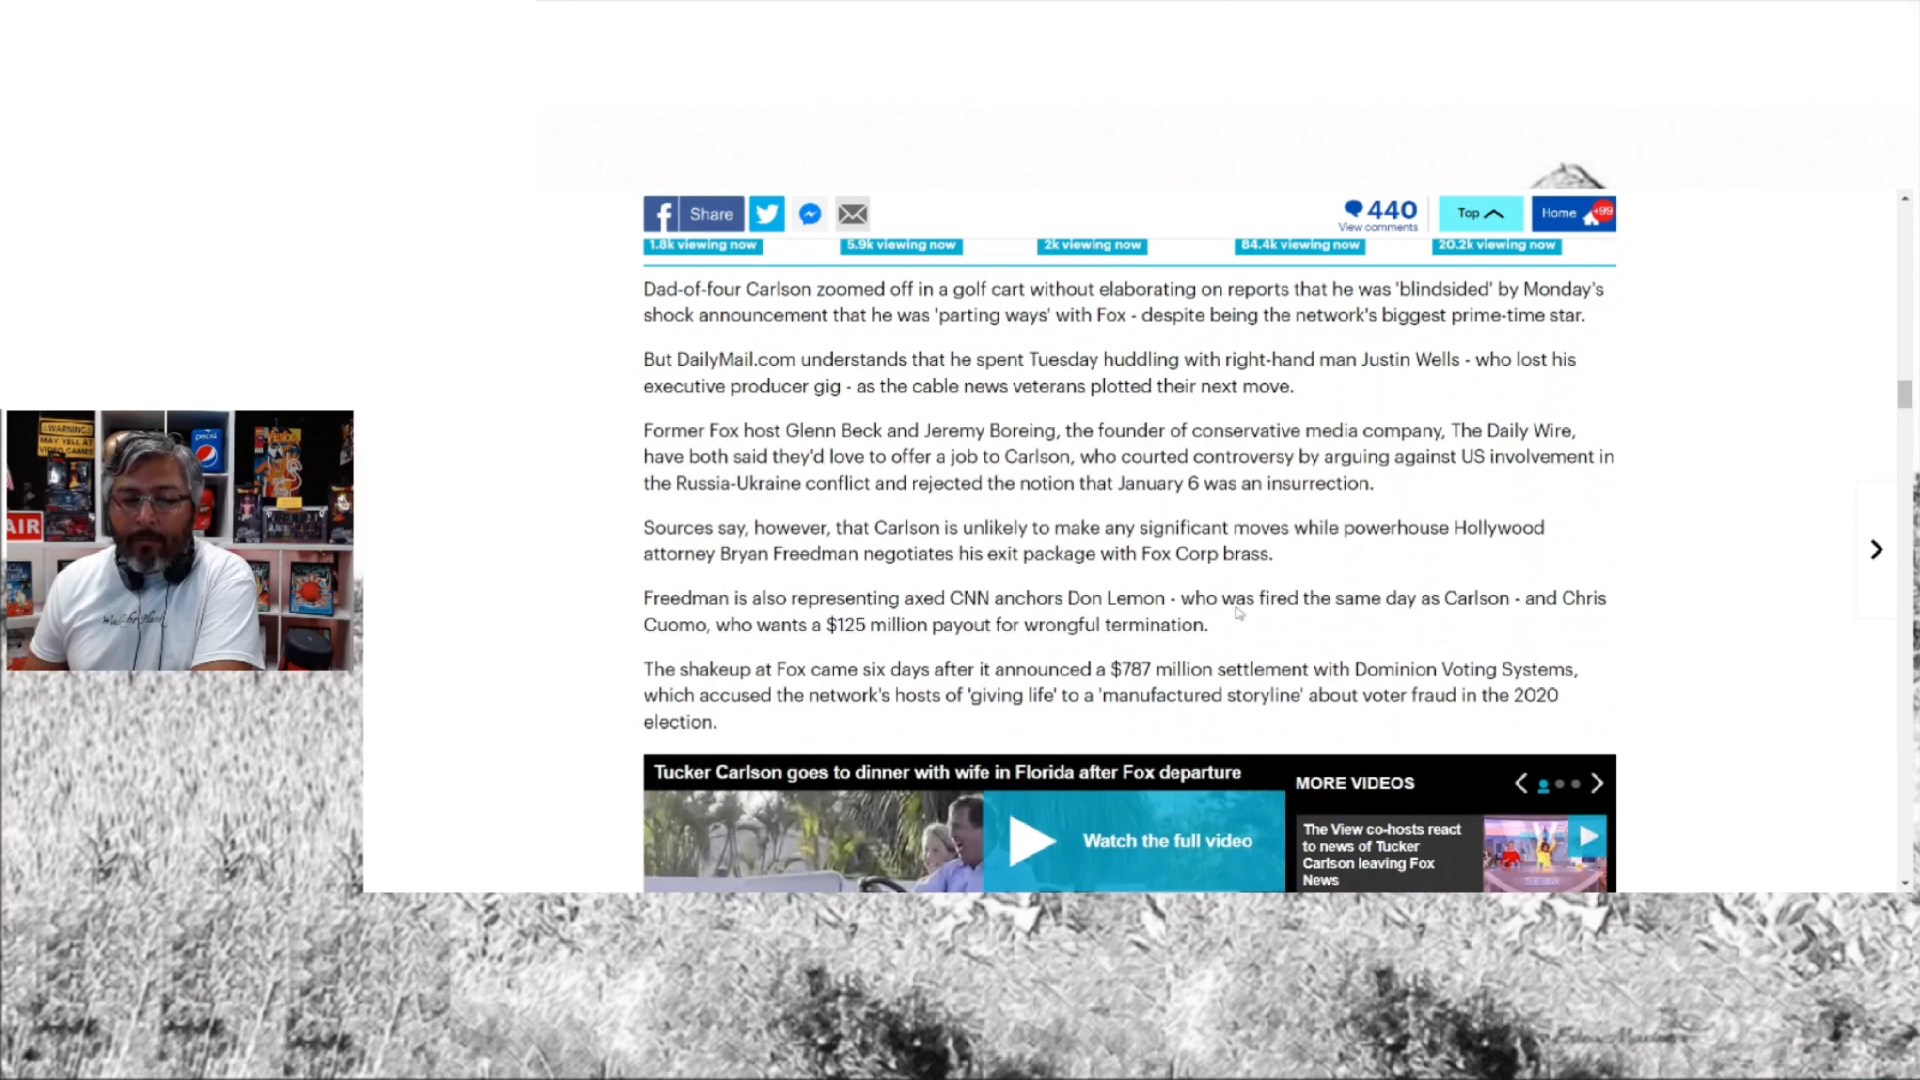 Share
440
View comments
Top
Home
+99
1.8k viewing now
5.9k viewing now
2k viewing now
84.4k viewing now
20.2k viewing now
Dad-of-four Carlson zoomed off in a golf cart without elaborating on reports that he was 'blindsided' by Monday's
shock announcement that he was 'parting ways' with Fox - despite being the network's biggest prime-time star.
But DailyMail.com understands that he spent Tuesday huddling with right-hand man Justin Wells - who lost his
executive producer gig - as the cable news veterans plotted their next move.
Former Fox host Glenn Beck and Jeremy Boreing, the founder of conservative media company, The Daily Wire,
have both said they'd love to offer a job to Carlson, who courted controversy by arguing against US involvement in
the Russia-Ukraine conflict and rejected the notion that January 6 was an insurrection.
Sources say, however, that Carlson is unlikely to make any significant moves while powerhouse Hollywood
attorney Bryan Freedman negotiates his exit package with Fox Corp brass.
Freedman is also representing axed CNN anchors Don Lemon - who was fired the same day as Carlson - and Chris
Cuomo, who wants a $125 million payout for wrongful termination.
The shakeup at Fox came six days after it announced a $787 million settlement with Dominion Voting Systems,
which accused the network's hosts of 'giving life' to a 'manufactured storyline' about voter fraud in the 2020
election.
Tucker Carlson goes to dinner with wife in Florida after Fox departure
Watch the full video
MORE VIDEOS
The View co-hosts react
to news of Tucker
Carlson leaving Fox
News
WARNING
MAY YELL AT
VIDEO GAMES
pepsi
VENOM
AIR